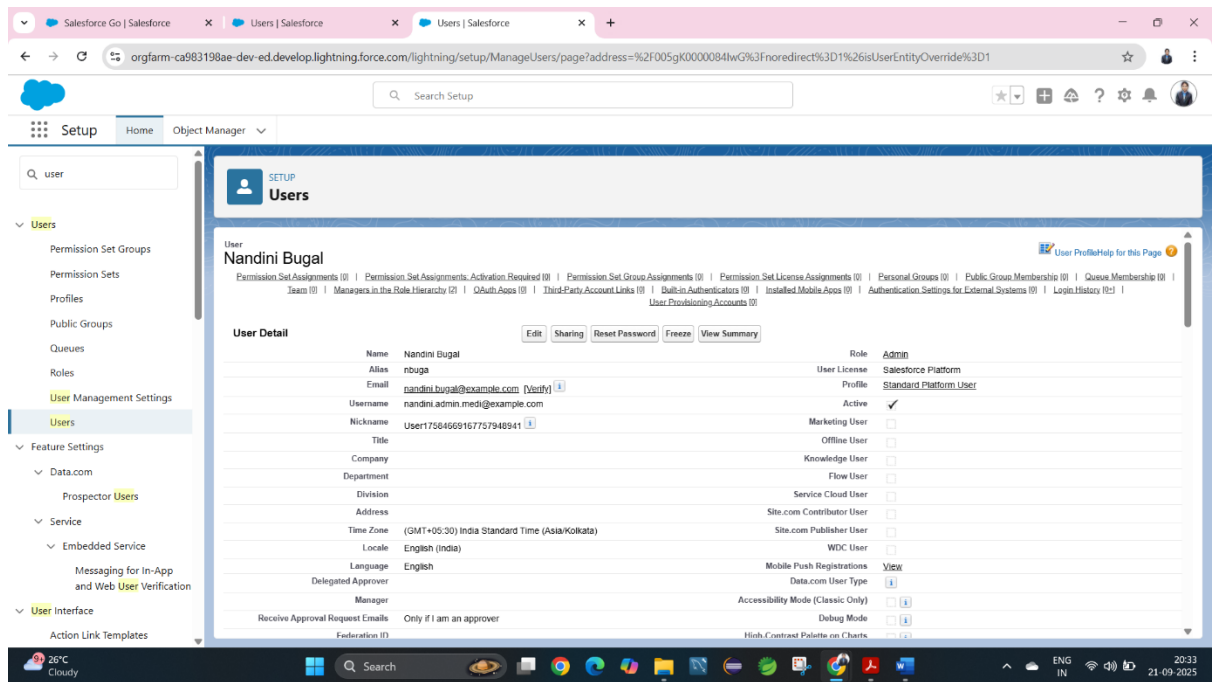 Salesforce Go | Salesforce
Users | Salesforce
Users | Salesforce
orgfarm-ca983198ae-dev-ed.develop.lightning.force.com/lightning/setup/ManageUsers/page?address=%2F005gK0000084lwG%3Fnoredirect%3D1%26isUserEntityOverride%3D1
Search Setup
Setup Home Object Manager
user
Users
Permission Set Groups
Permission Sets
Profiles
Public Groups
Queues
Roles
User Management Settings
Users
Feature Settings
Data.com
Prospector Users
Service
Embedded Service
Messaging for In-App
and Web User Verification
User Interface
Action Link Templates
SETUP
Users
User
Nandini Bugal
User Profile Help for this Page
Permission Set Assignments [0] | Permission Set Assignments: Activation Required [0] | Permission Set Group Assignments [0] | Permission Set License Assignments [0] | Personal Groups [0] | Public Group Membership [0] | Queue Membership [0] |
Team [0] | Managers in the Role Hierarchy [2] | OAuth Apps [0] | Third-Party Account Links [0] | Built-in Authenticators [0] | Installed Mobile Apps [0] | Authentication Settings for External Systems [0] | Login History [0+] |
User Provisioning Accounts [0]
User Detail Edit Sharing Reset Password Freeze View Summary
Name Nandini Bugal Role Admin
Alias nbuga User License Salesforce Platform
Email nandini.bugal@example.com [Verify] i Profile Standard Platform User
Username nandini.admin.medi@example.com Active
Nickname User17584669167757948941 i Marketing User
Title Offline User
Company Knowledge User
Department Flow User
Division Service Cloud User
Address Site.com Contributor User
Time Zone (GMT+05:30) India Standard Time (Asia/Kolkata) Site.com Publisher User
Locale English (India) WDC User
Language English Mobile Push Registrations View
Delegated Approver Data.com User Type i
Manager Accessibility Mode (Classic Only) i
Receive Approval Request Emails Only if I am an approver Debug Mode i
Federation ID High-Contrast Palette on Charts i
9+ 26°C
Cloudy
Search
ENG
IN
20:33
21-09-2025